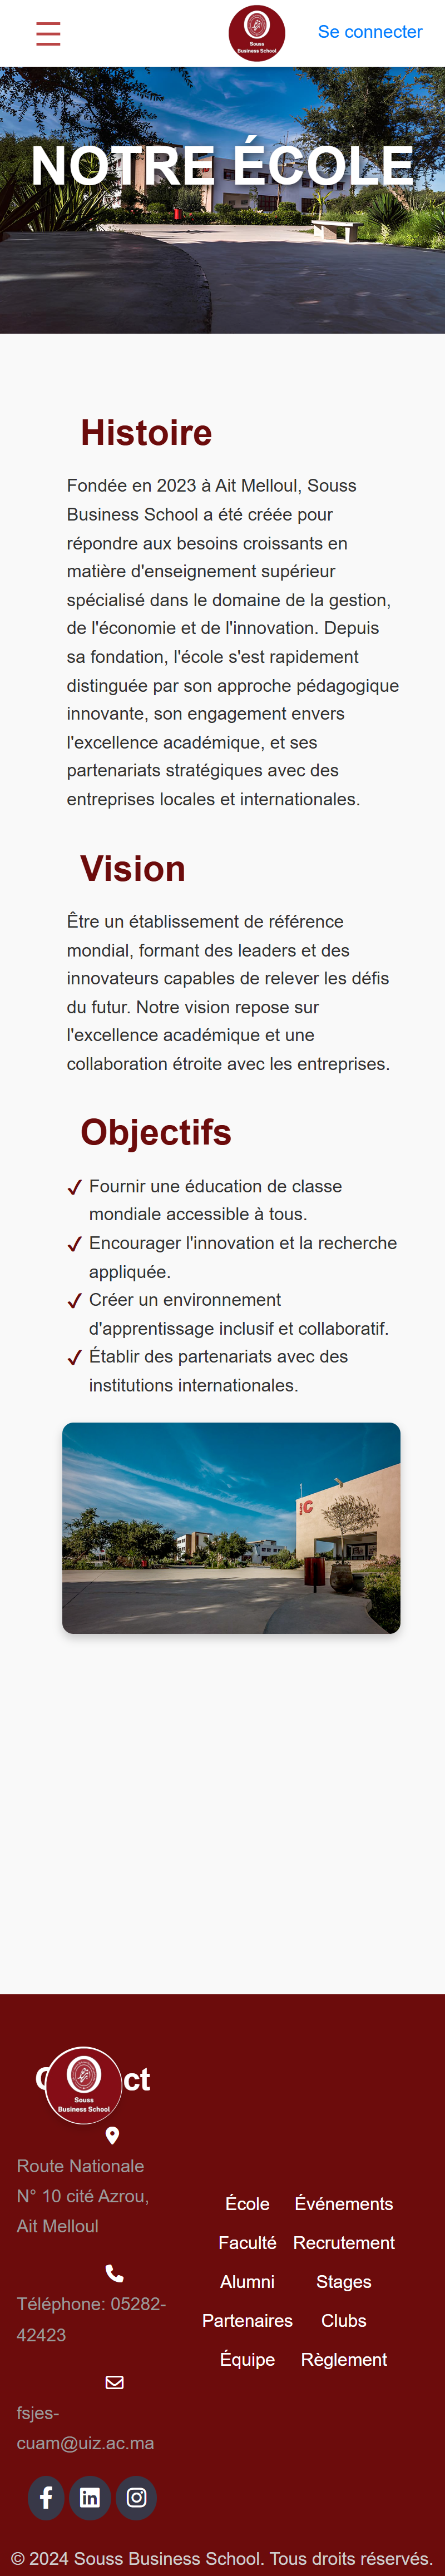 Souss
Business School
Se connecter
NOTRE ÉCOLE
Histoire
Fondée en 2023 à Ait Melloul, Souss
Business School a été créée pour
répondre aux besoins croissants en
matière d'enseignement supérieur
spécialisé dans le domaine de la gestion,
de l'économie et de l'innovation. Depuis
sa fondation, l'école s'est rapidement
distinguée par son approche pédagogique
innovante, son engagement envers
l'excellence académique, et ses
partenariats stratégiques avec des
entreprises locales et internationales.
Vision
Être un établissement de référence
mondial, formant des leaders et des
innovateurs capables de relever les défis
du futur. Notre vision repose sur
l'excellence académique et une
collaboration étroite avec les entreprises.
Objectifs
Fournir une éducation de classe
mondiale accessible à tous.
Encourager l'innovation et la recherche
appliquée.
Créer un environnement
d'apprentissage inclusif et collaboratif.
Établir des partenariats avec des
institutions internationales.
Souss
Business School
Route Nationale
N° 10 cité Azrou,
Ait Melloul
Téléphone: 05282-
42423
fsjes-
cuam@uiz.ac.ma
École
Événements
Faculté
Recrutement
Alumni
Stages
Partenaires
Clubs
Équipe
Règlement
© 2024 Souss Business School. Tous droits réservés.